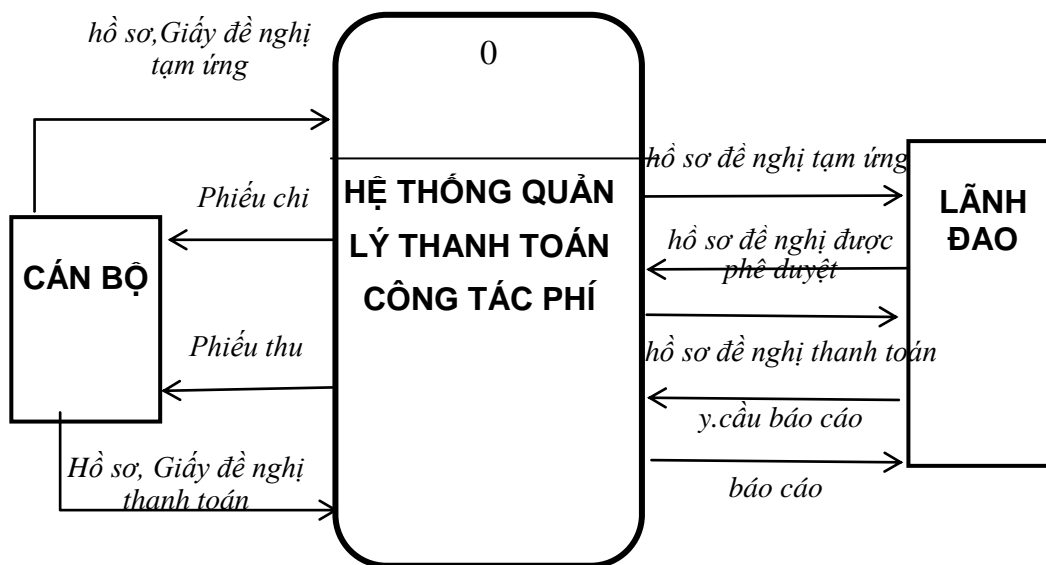 hồ sơ,Giấy đề nghị
tạm ứng
0
hồ sơ đề nghị tạm ứng
Phiếu chi
HỆ THỐNG QUẢN
LÝ THANH TOÁN
CÔNG TÁC PHÍ
LÃNH
ĐAO
hồ sơ đề nghị được
phê duyệt
CÁN BỘ
Phiếu thu
hồ sơ đề nghị thanh toán
y.cầu báo cáo
Hồ sơ, Giấy đề nghị
thanh toán
báo cáo